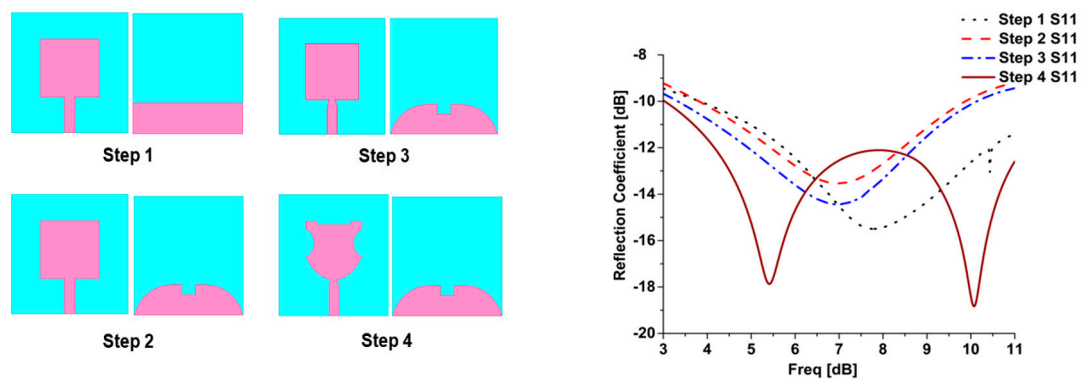 Step 1
Step 3
Step 2
Step 4
Step 1 S11
Step 2 S11
Step 3 S11
Step 4 S11
Reflection Coefficient [dB]
-8
-10
-12
-14
-16
-18
-20
3 4 5 6 7 8 9 10 11
Freq [dB]